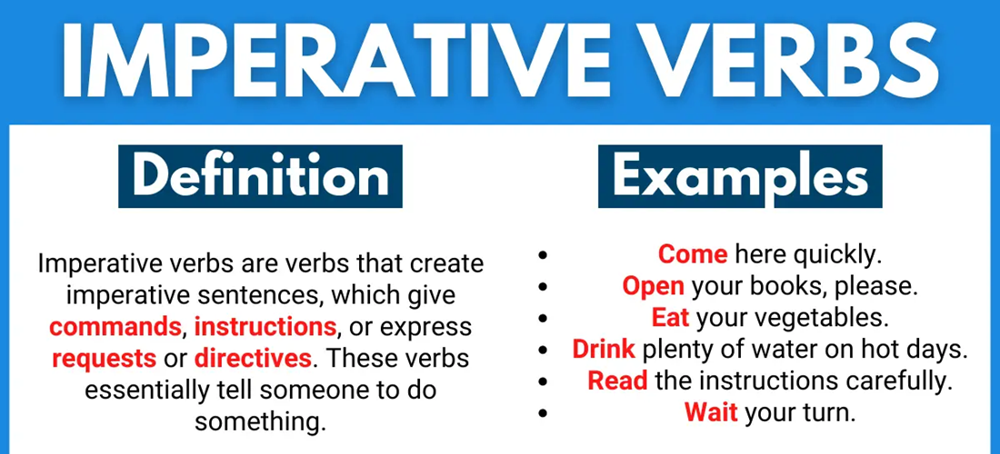 IMPERATIVE VERBS
Definition
Imperative verbs are verbs that create
imperative sentences, which give
commands, instructions, or express
requests or directives. These verbs
essentially tell someone to do
something.
Examples
• Come here quickly.
• Open your books, please.
• Eat your vegetables.
• Drink plenty of water on hot days.
• Read the instructions carefully.
• Wait your turn.